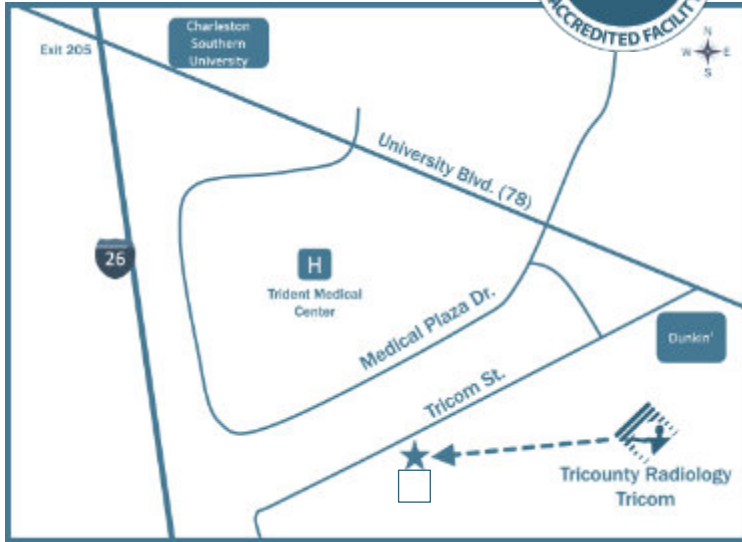 ACCREDITED FACILIT
Charleston
Southern
University
Exit 205
N
W
E
S
University Blvd. (78)
26
H
Trident Medical
Center
Medical Plaza Dr.
Dunkin'
Tricom St.
Tricounty Radiology
Tricom